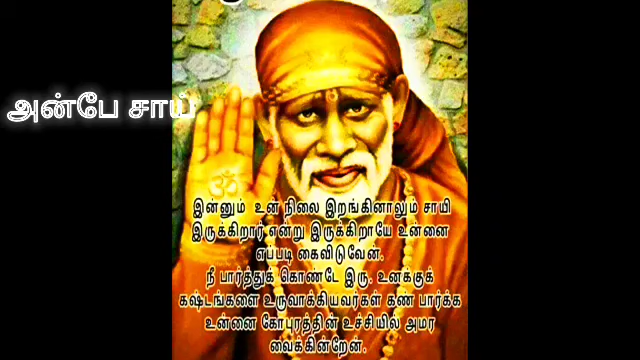 அன்பே சாய்
இன்னும் உன் நிலை இறங்கினாலும் சாயி
இருக்கிறார் என்று இருக்கிறாயே உன்னை
எப்படி கைவிடுவேன்.
நீ பார்த்துக் கொண்டே இரு. உனக்குக்
கஷ்டங்களை உருவாக்கியவர்கள் கண் பார்க்க
உன்னை கோபுரத்தின் உச்சியில் அமர
வைக்கின்றேன்.
ॐ